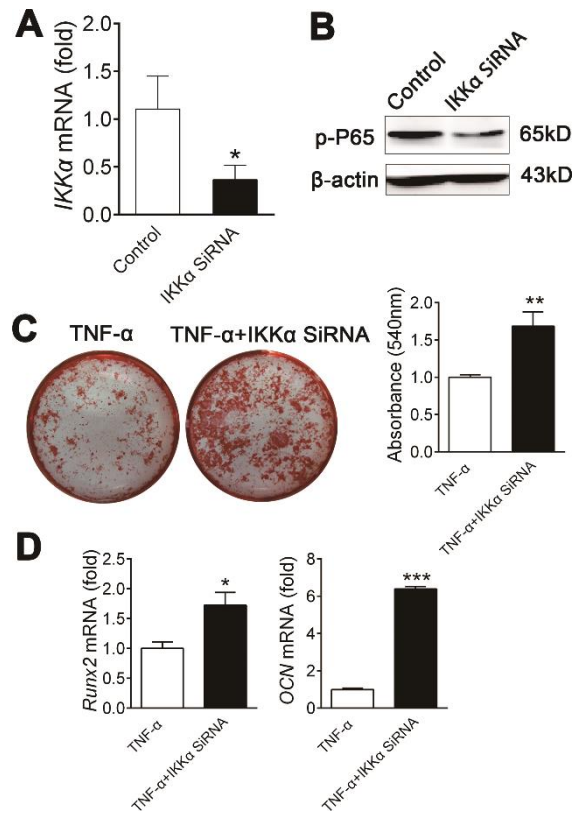 A
IKKα mRNA (fold)
2.0
1.5
1.0
0.5
0.0
*
Control
IKKα SiRNA
B
Control
IKKα SiRNA
p-P65
65kD
β-actin
43kD
C
TNF-α
TNF-α+IKKα SiRNA
Absorbance (540nm)
2.0
1.5
1.0
0.5
0.0
**
TNF-α
TNF-α+IKKα SiRNA
D
Runx2 mRNA (fold)
2.5
2.0
1.5
1.0
0.5
0.0
*
TNF-α
TNF-α+IKKα SiRNA
OCN mRNA (fold)
8
6
4
2
0
***
TNF-α
TNF-α+IKKα SiRNA